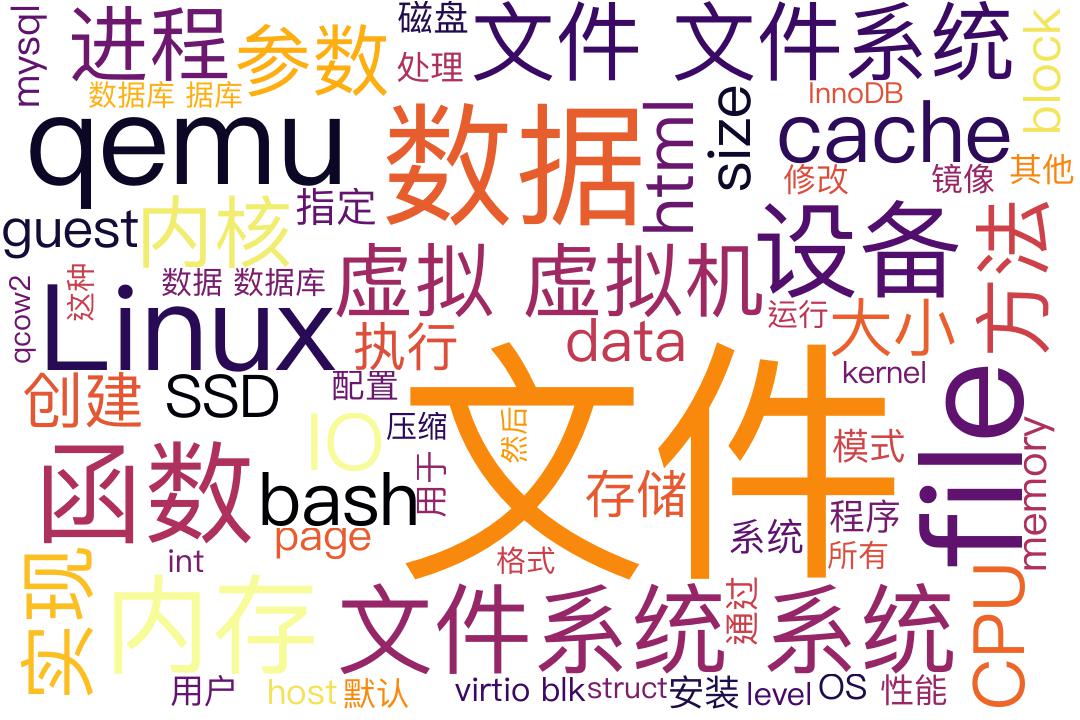 mysql
进程
参数
磁盘
处理
文件 文件系统
block
数据库 据库
InnoDB
qemu
数据
html
size
cache
修改
镜像
其他
guest
内核
指定
设备
方法
qcow2
这种
数据 数据库
虚拟 虚拟机
Linux
执行
data
运行
大小
kernel
创建
SSD
配置
IO
压缩
然后
文件
file
函数
bash
用于
存储
模式
memory
page
系统
程序
所有
int
格式
实现
内存
文件系统 系统
通过
CPU
用户
host
默认
virtio blk
struct
安装
level
OS
性能